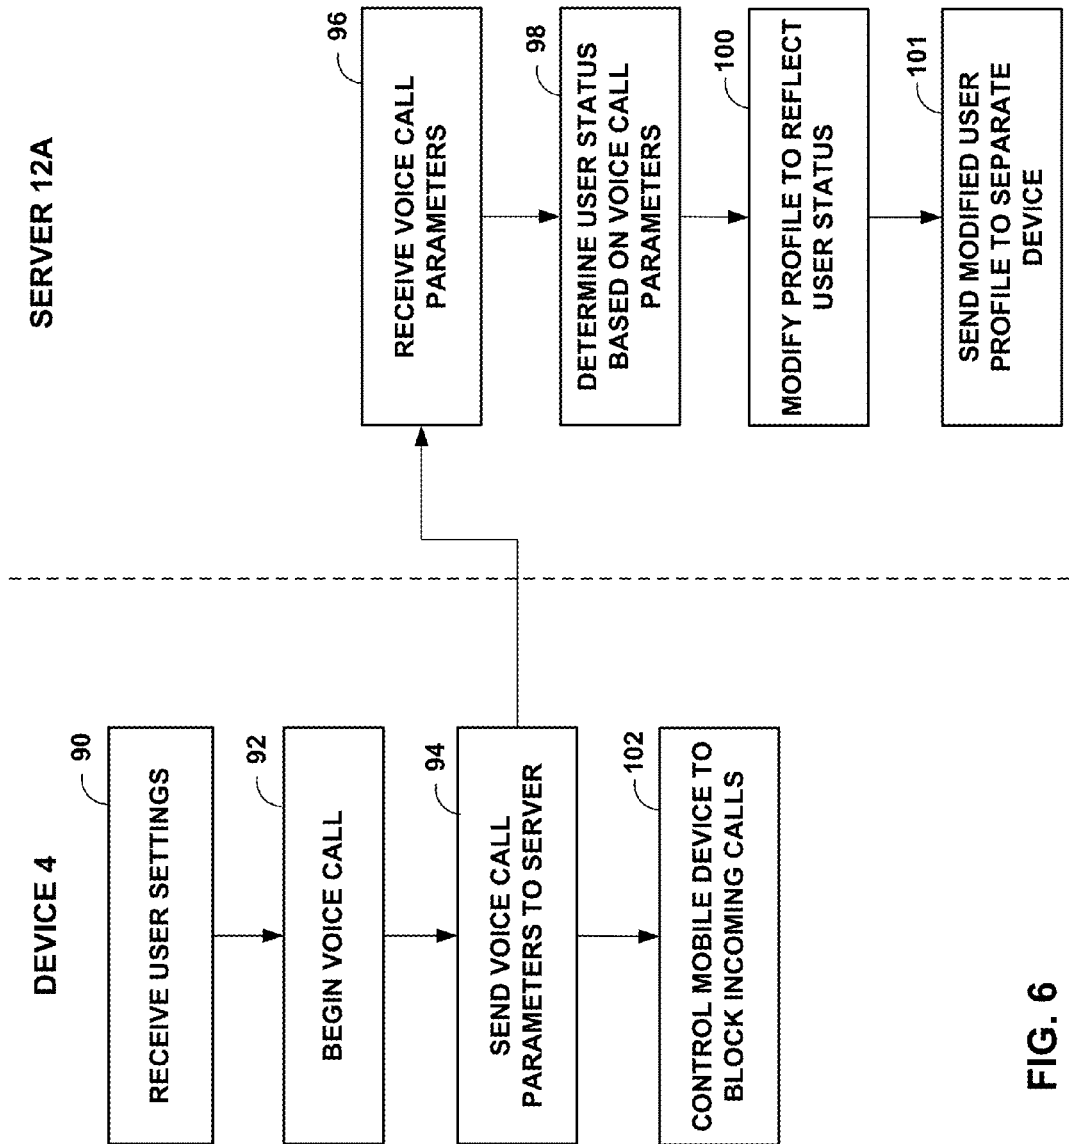 DEVICE 4
90
RECEIVE USER SETTINGS
92
BEGIN VOICE CALL
94
SEND VOICE CALL
PARAMETERS TO SERVER
102
CONTROL MOBILE DEVICE TO
BLOCK INCOMING CALLS
SERVER 12A
96
RECEIVE VOICE CALL
PARAMETERS
98
DETERMINE USER STATUS
BASED ON VOICE CALL
PARAMETERS
100
MODIFY PROFILE TO REFLECT
USER STATUS
101
SEND MODIFIED USER
PROFILE TO SEPARATE
DEVICE
FIG. 6